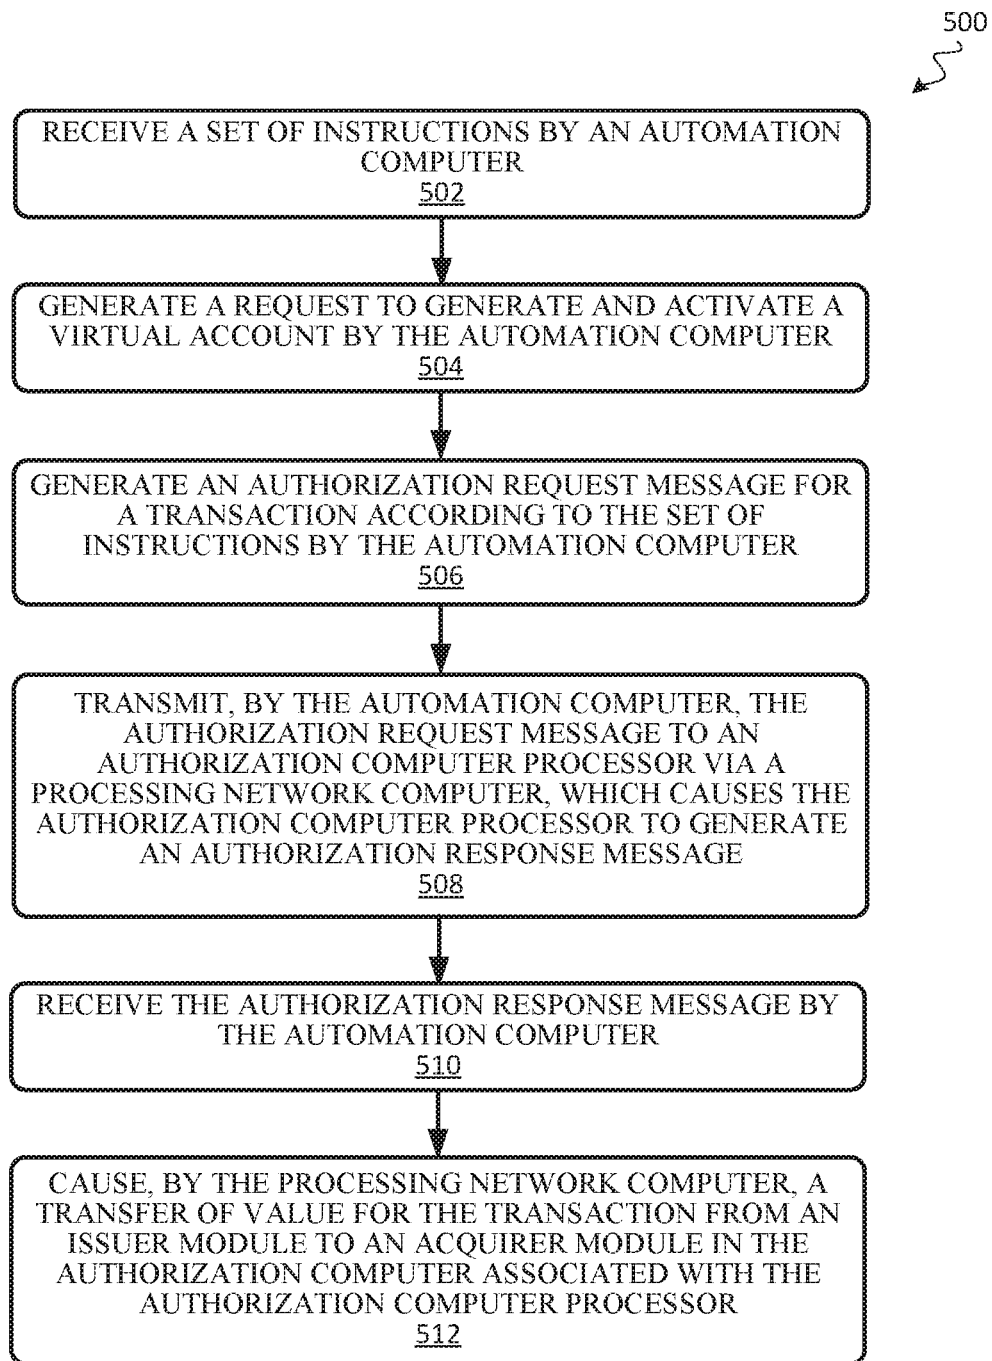 500
RECEIVE A SET OF INSTRUCTIONS BY AN AUTOMATION
COMPUTER
502
GENERATE A REQUEST TO GENERATE AND ACTIVATE A
VIRTUAL ACCOUNT BY THE AUTOMATION COMPUTER
504
GENERATE AN AUTHORIZATION REQUEST MESSAGE FOR
A TRANSACTION ACCORDING TO THE SET OF
INSTRUCTIONS BY THE AUTOMATION COMPUTER
506
TRANSMIT, BY THE AUTOMATION COMPUTER, THE
AUTHORIZATION REQUEST MESSAGE TO AN
AUTHORIZATION COMPUTER PROCESSOR VIA A
PROCESSING NETWORK COMPUTER, WHICH CAUSES THE
AUTHORIZATION COMPUTER PROCESSOR TO GENERATE
AN AUTHORIZATION RESPONSE MESSAGE
508
RECEIVE THE AUTHORIZATION RESPONSE MESSAGE BY
THE AUTOMATION COMPUTER
510
CAUSE, BY THE PROCESSING NETWORK COMPUTER, A
TRANSFER OF VALUE FOR THE TRANSACTION FROM AN
ISSUER MODULE TO AN ACQUIRER MODULE IN THE
AUTHORIZATION COMPUTER ASSOCIATED WITH THE
AUTHORIZATION COMPUTER PROCESSOR
512